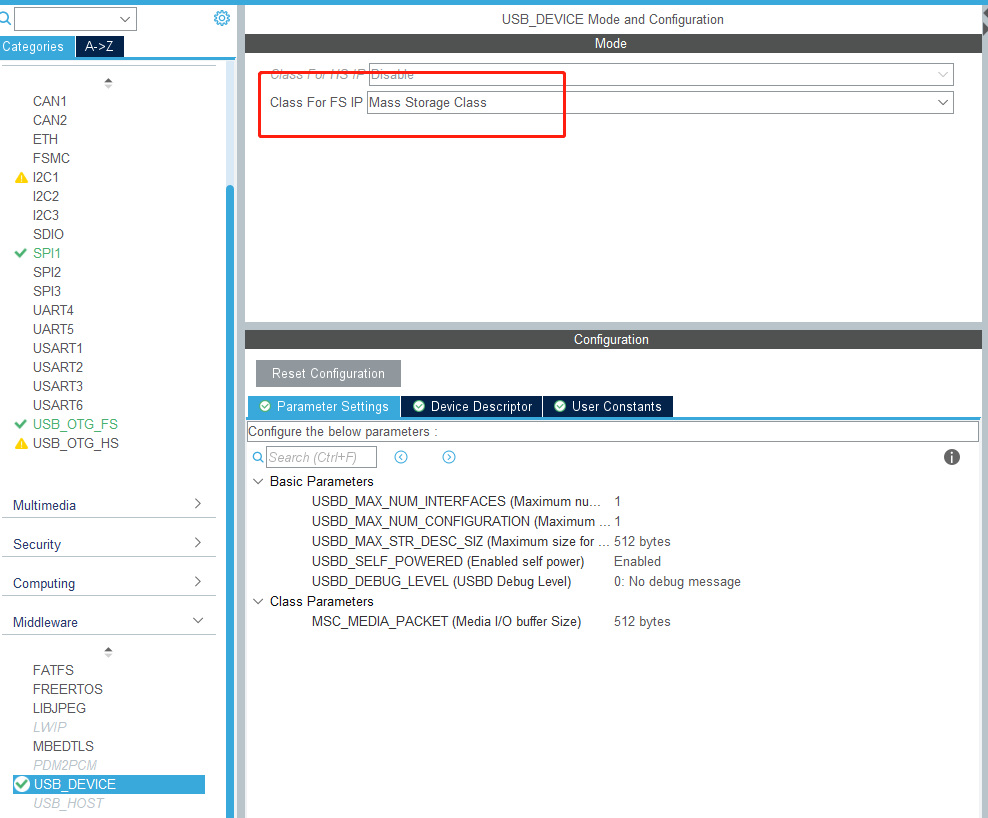 Categories
A->Z
CAN1
CAN2
ETH
FSMC
I2C1
I2C2
I2C3
SDIO
SPI1
SPI2
SPI3
UART4
UART5
USART1
USART2
USART3
USART6
USB_OTG_FS
USB_OTG_HS
Multimedia
Security
Computing
Middleware
FATFS
FREERTOS
LIBJPEG
LWIP
MBEDTLS
PDM2PCM
USB_DEVICE
USB_HOST
USB_DEVICE Mode and Configuration
Mode
Class For HS IP Disable
Class For FS IP Mass Storage Class
Configuration
Reset Configuration
Parameter Settings
Device Descriptor
User Constants
Configure the below parameters :
Search (Ctrl+F)
Basic Parameters
USBD_MAX_NUM_INTERFACES (Maximum nu... 1
USBD_MAX_NUM_CONFIGURATION (Maximum ... 1
USBD_MAX_STR_DESC_SIZ (Maximum size for ... 512 bytes
USBD_SELF_POWERED (Enabled self power) Enabled
USBD_DEBUG_LEVEL (USBD Debug Level) 0: No debug message
Class Parameters
MSC_MEDIA_PACKET (Media I/O buffer Size) 512 bytes